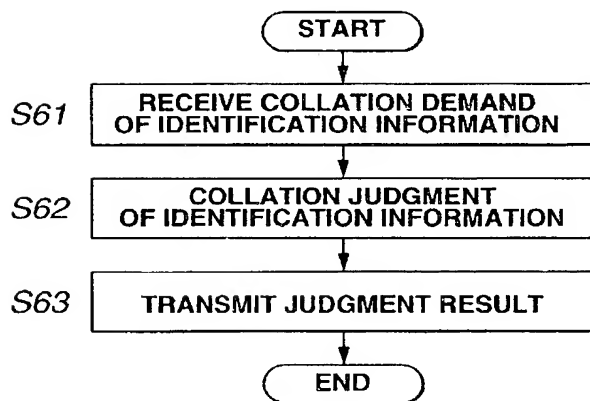 START
S61
RECEIVE COLLATION DEMAND
OF IDENTIFICATION INFORMATION
S62
COLLATION JUDGMENT
OF IDENTIFICATION INFORMATION
S63
TRANSMIT JUDGMENT RESULT
END